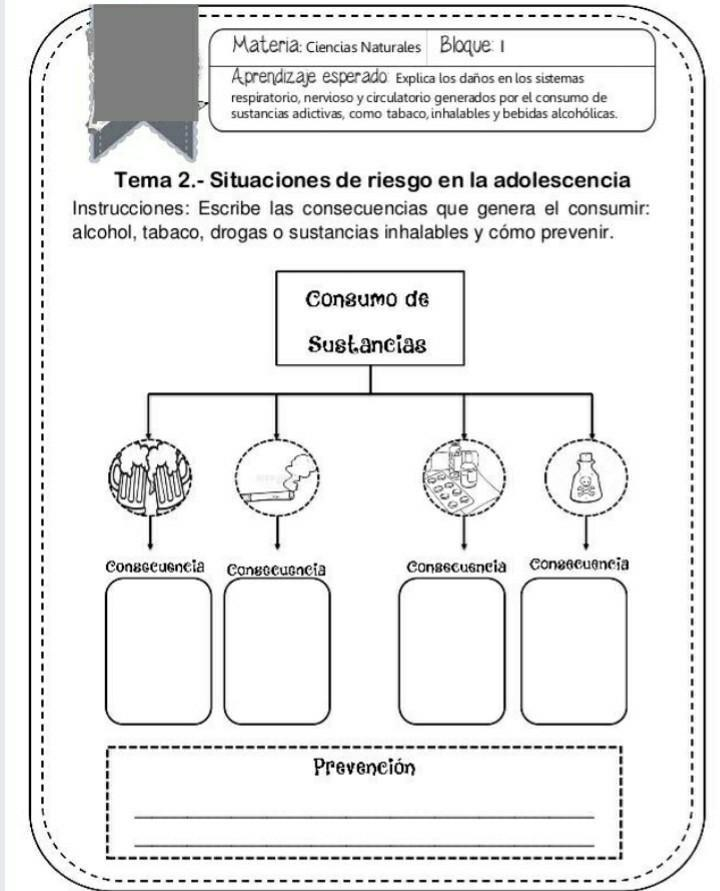 Materia: Ciencias Naturales
Bloque: I
Aprendizaje esperado: Explica los daños en los sistemas
respiratorio, nervioso y circulatorio generados por el consumo de
sustancias adictivas, como tabaco, inhalables y bebidas alcohólicas.
Tema 2.- Situaciones de riesgo en la adolescencia
Instrucciones: Escribe las consecuencias que genera el consumir:
alcohol, tabaco, drogas o sustancias inhalables y cómo prevenir.
Consumo de
Sustancias
Consecuencia
Consecuencia
Consecuencia
Consecuencia
Prevención